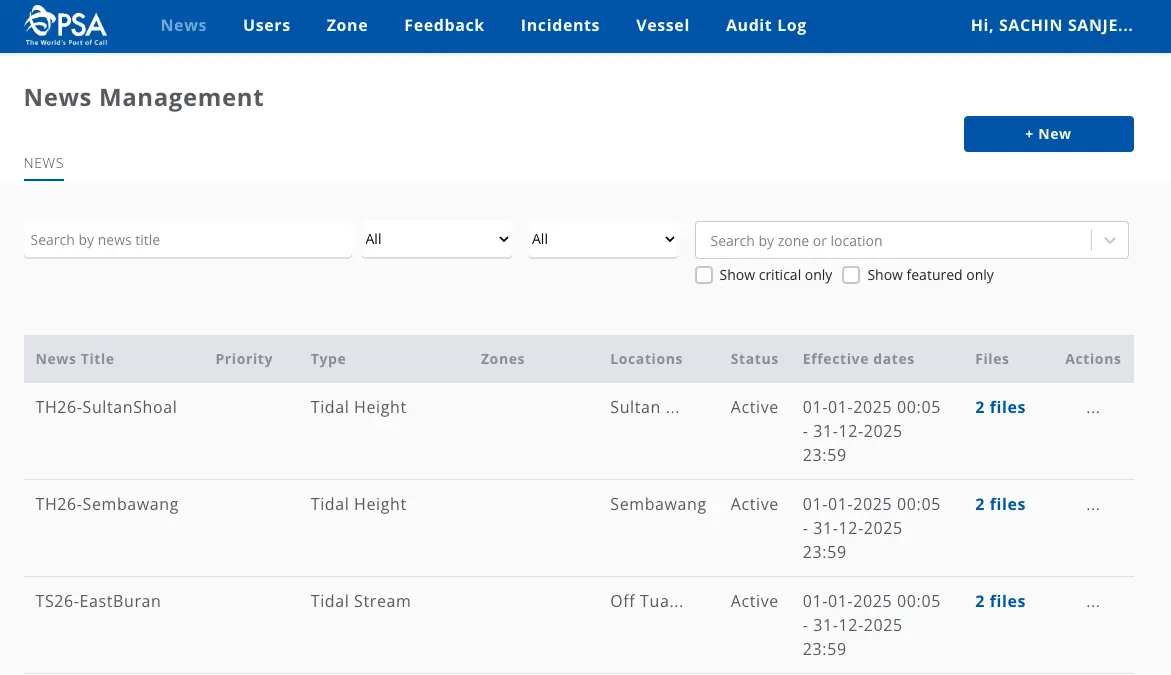 PSA
The World's Port of Call
News Users Zone Feedback Incidents Vessel Audit Log Hi, SACHIN SANJE...
News Management
+ New
NEWS
Search by news title All All Search by zone or location
Show critical only Show featured only
News Title Priority Type Zones Locations Status Effective dates Files Actions
TH26-SultanShoal Tidal Height Sultan ... Active 01-01-2025 00:05 2 files ...
- 31-12-2025
23:59
TH26-Sembawang Tidal Height Sembawang Active 01-01-2025 00:05 2 files ...
- 31-12-2025
23:59
TS26-EastBuran Tidal Stream Off Tua... Active 01-01-2025 00:05 2 files ...
- 31-12-2025
23:59